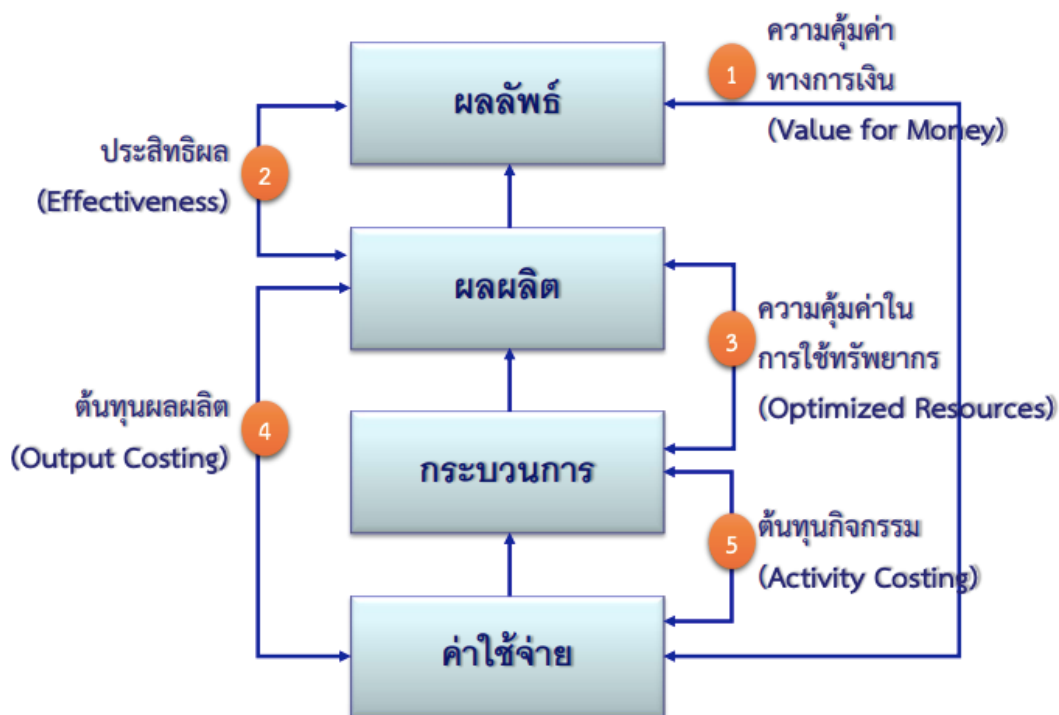 ความคุ้มค่า
1
ทางการเงิน
(Value for Money)
ผลลัพธ์
ประสิทธิผล
2
(Effectiveness)
ผลผลิต
ความคุ้มค่าใน
3
การใช้ทรัพยากร
(Optimized Resources)
ต้นทุนผลผลิต
4
(Output Costing)
กระบวนการ
ต้นทุนกิจกรรม
5
(Activity Costing)
ค่าใช้จ่าย